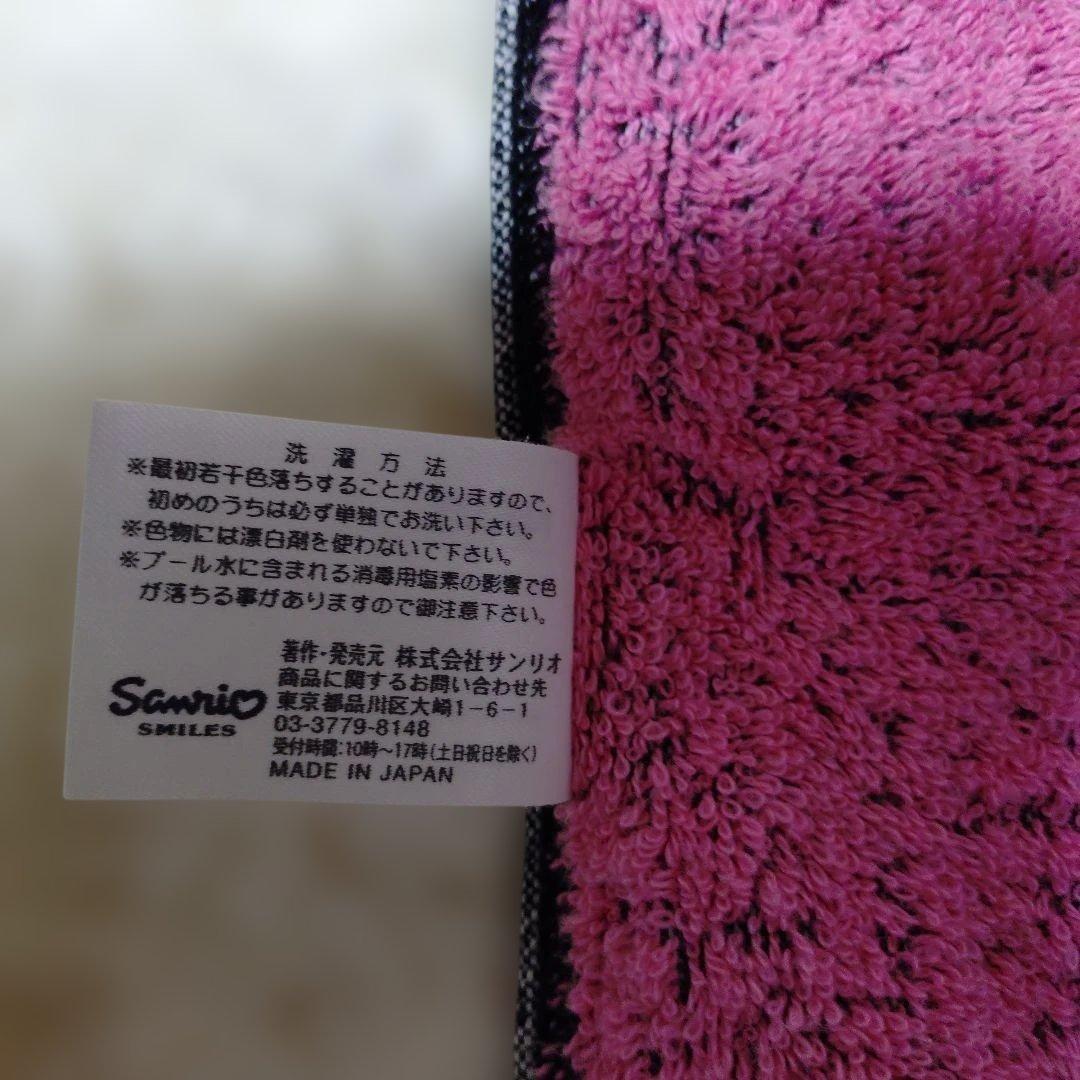 洗濯方法
※最初若干色落ちすることがありますので、
初めのうちは必ず単独でお洗い下さい。
※色物には漂白剤を使わないで下さい。
※プール水に含まれる消毒用塩素の影響で色
が落ちる事がありますので御注意下さい。
著作・発売元 株式会社サンリオ
商品に関するお問い合わせ先
東京都品川区大崎1-6-1
03-3779-8148
受付時間:10時～17時(土日祝日を除く)
MADE IN JAPAN
Sanrio
SMILES